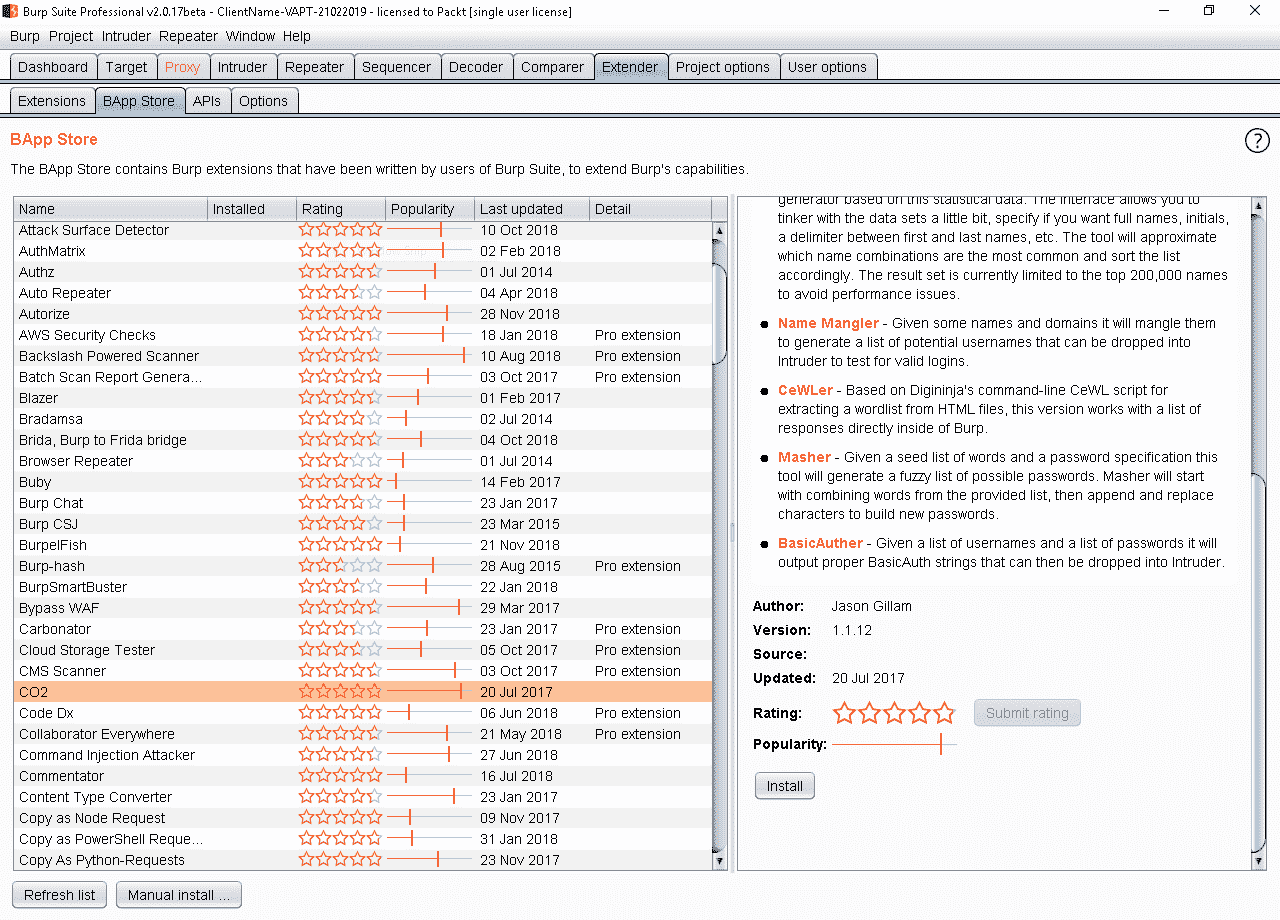 Burp Suite Professional v2.0.17beta - ClientName-VAPT-21022019 - licensed to Packt [single user license]
Burp Project Intruder Repeater Window Help
Dashboard Target Proxy Intruder Repeater Sequencer Decoder Comparer Extender Project options User options
Extensions BApp Store APIs Options
BApp Store
?
The BApp Store contains Burp extensions that have been written by users of Burp Suite, to extend Burp's capabilities.
Name Installed Rating Popularity Last updated Detail
Attack Surface Detector 10 Oct 2018
AuthMatrix 02 Feb 2018
Authz 01 Jul 2014
Auto Repeater 04 Apr 2018
Autorize 28 Nov 2018
AWS Security Checks 18 Jan 2018 Pro extension
Backslash Powered Scanner 10 Aug 2018 Pro extension
Batch Scan Report Genera... 03 Oct 2017 Pro extension
Blazer 01 Feb 2017
Bradamsa 02 Jul 2014
Brida, Burp to Frida bridge 04 Oct 2018
Browser Repeater 01 Jul 2014
Buby 14 Feb 2017
Burp Chat 23 Jan 2017
Burp CSJ 23 Mar 2015
BurpelFish 21 Nov 2018
Burp-hash 28 Aug 2015 Pro extension
BurpSmartBuster 22 Jan 2018
Bypass WAF 29 Mar 2017
Carbonator 23 Jan 2017 Pro extension
Cloud Storage Tester 05 Oct 2017 Pro extension
CMS Scanner 03 Oct 2017 Pro extension
CO2 20 Jul 2017
Code Dx 06 Jun 2018 Pro extension
Collaborator Everywhere 21 May 2018 Pro extension
Command Injection Attacker 27 Jun 2018
Commentator 16 Jul 2018
Content Type Converter 23 Jan 2017
Copy as Node Request 09 Nov 2017
Copy as PowerShell Reque... 31 Jan 2018
Copy As Python-Requests 23 Nov 2017
generator based on this statistical data. The interface allows you to
tinker with the data sets a little bit, specify if you want full names, initials,
a delimiter between first and last names, etc. The tool will approximate
which name combinations are the most common and sort the list
accordingly. The result set is currently limited to the top 200,000 names
to avoid performance issues.
● Name Mangler - Given some names and domains it will mangle them
to generate a list of potential usernames that can be dropped into
Intruder to test for valid logins.
● CeWLer - Based on Digininja's command-line CeWL script for
extracting a wordlist from HTML files, this version works with a list of
responses directly inside of Burp.
● Masher - Given a seed list of words and a password specification this
tool will generate a fuzzy list of possible passwords. Masher will start
with combining words from the provided list, then append and replace
characters to build new passwords.
● BasicAuther - Given a list of usernames and a list of passwords it will
output proper BasicAuth strings that can then be dropped into Intruder.
Author: Jason Gillam
Version: 1.1.12
Source:
Updated: 20 Jul 2017
Rating: Submit rating
Popularity:
Install
Refresh list Manual install ...